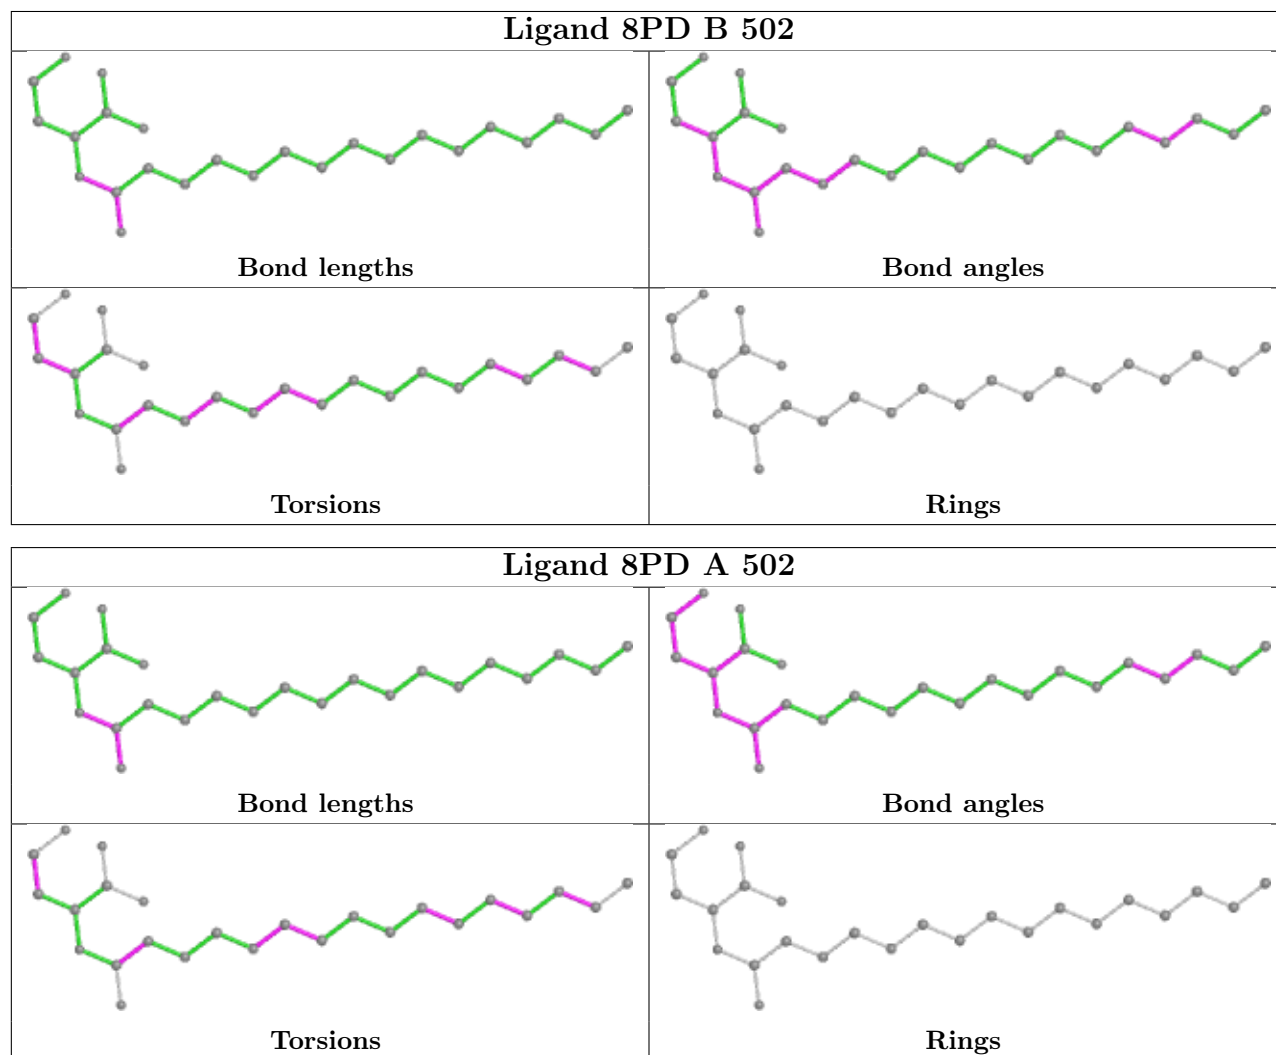 Ligand 8PD B 502
Bond lengths
Bond angles
Torsions
Rings
Ligand 8PD A 502
Bond lengths
Bond angles
Torsions
Rings